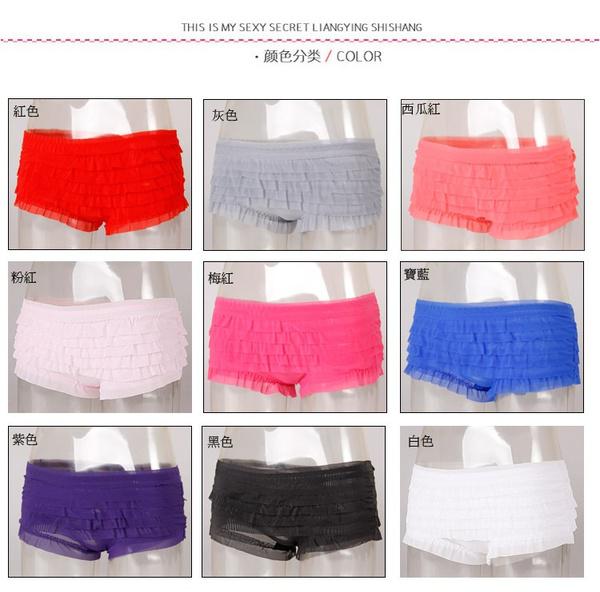 THIS IS MY SEXY SECRET LIANGYING SHISHANG
·颜色分类 / COLOR
紅色
灰色
西瓜紅
粉紅
梅紅
寶藍
紫色
黑色
白色